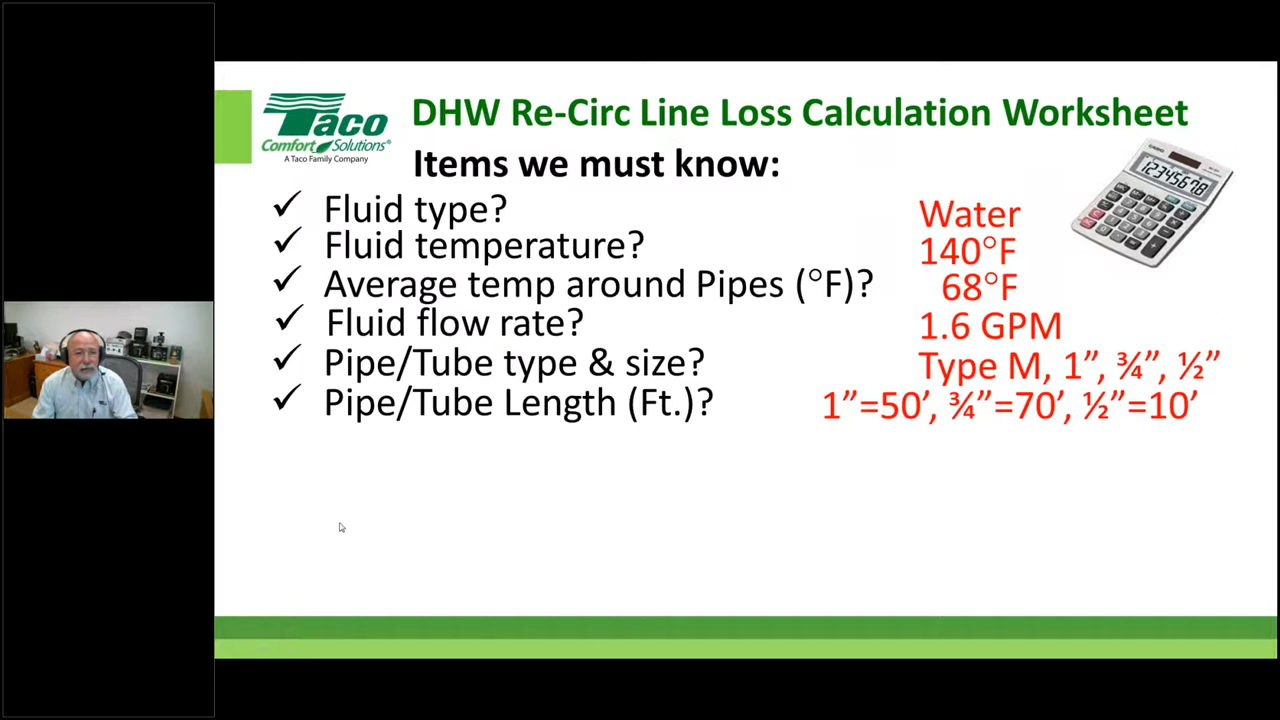 Taco
Comfort Solutions®
A Taco Family Company
DHW Re-Circ Line Loss Calculation Worksheet
Items we must know:
✓ Fluid type? Water
✓ Fluid temperature? 140°F
✓ Average temp around Pipes (°F)? 68°F
✓ Fluid flow rate? 1.6 GPM
✓ Pipe/Tube type & size? Type M, 1”, ¾”, ½”
✓ Pipe/Tube Length (Ft.)? 1”=50’, ¾”=70’, ½”=10’
CASIO
12345678